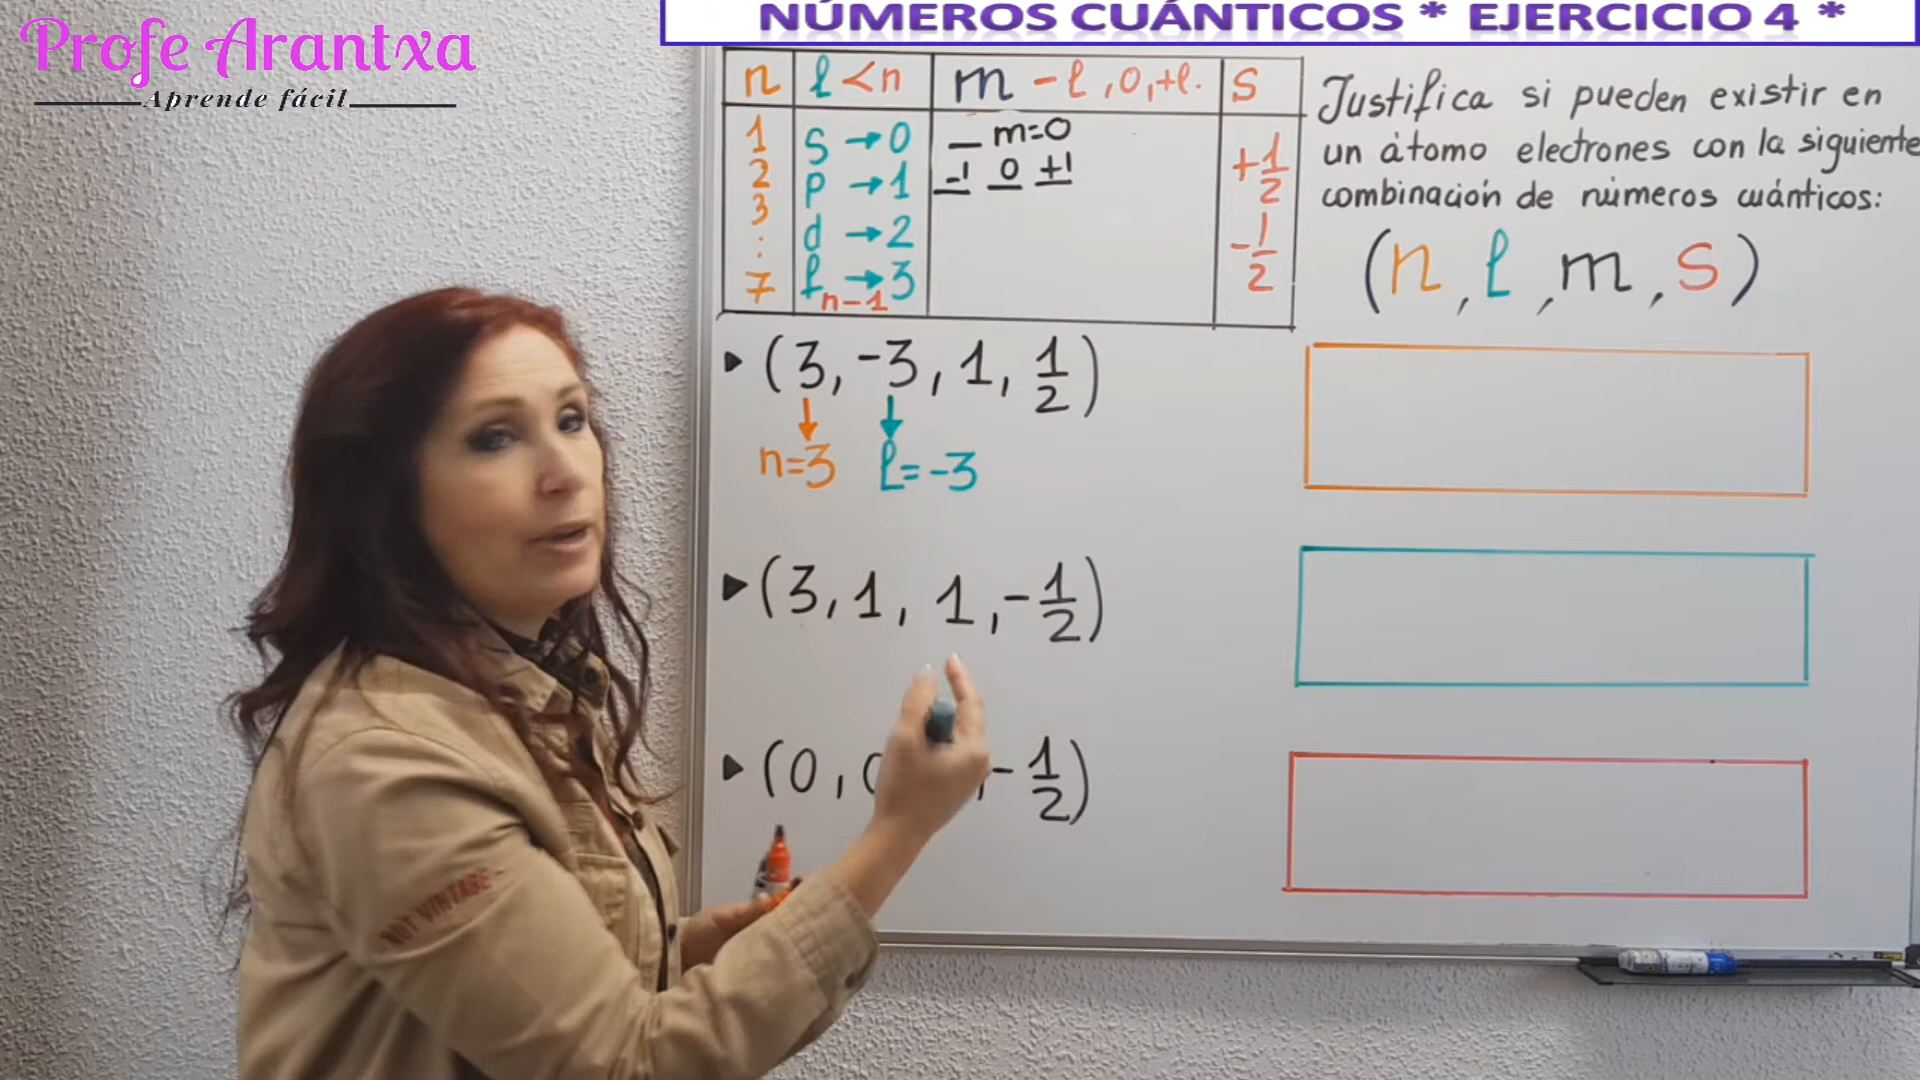 NÚMEROS CUÁNTICOS * EJERCICIO 4 *
Profe Arantxa
Aprende fácil
n ℓ <n m -ℓ, 0, +ℓ. s
1 s → 0 m=0
2 p → 1 -1 0 +1
3 d → 2
: f → 3
7 n-1
+1/2
-1/2
Justifica si pueden existir en
un átomo electrones con la siguiente
combinación de números cuánticos:
(n, ℓ, m, s)
▶ (3, -3, 1, 1/2)
n=3 ℓ=-3
▶ (3, 1, 1, -1/2)
▶ (0, 0 , -1/2)
NOT VINTAGE